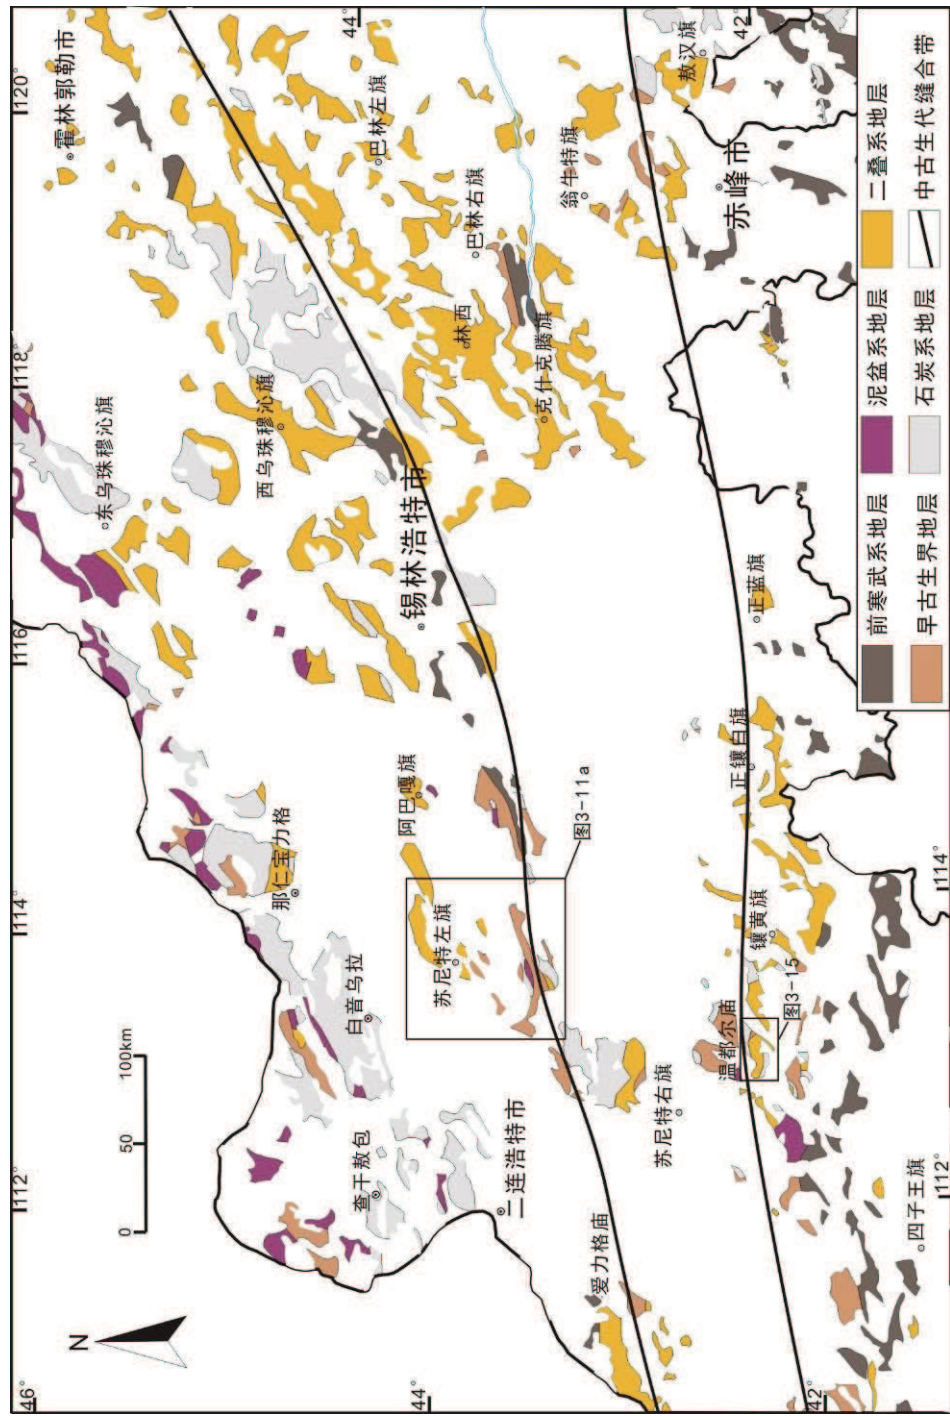 N
0 50 100km
46°
44°
42°
112°
114°
116°
118°
120°
44°
42°
112°
114°
霍林郭勒市
东乌珠穆沁旗
西乌珠穆沁旗
巴林左旗
巴林右旗
林西
克什克腾旗
翁牛特旗
敖汉旗
赤峰市
锡林浩特市
阿巴嘎旗
那仁宝力格
白音乌拉
查干敖包
二连浩特市
苏尼特左旗
图3-11a
苏尼特右旗
爱力格庙
温都尔庙
图3-15
镶黄旗
正镶白旗
正蓝旗
四子王旗
前寒武系地层
泥盆系地层
二叠系地层
早古生界地层
石炭系地层
中古生代缝合带